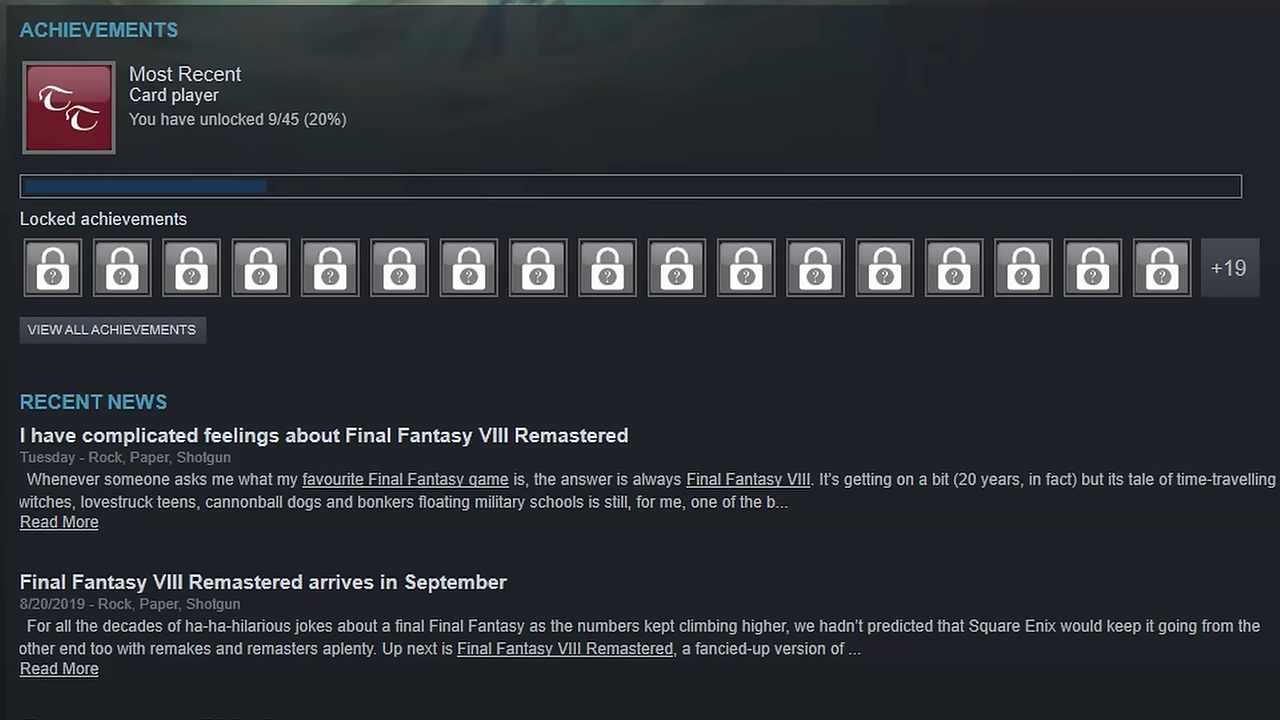 ACHIEVEMENTS
Most Recent
Card player
You have unlocked 9/45 (20%)
Locked achievements
+19
VIEW ALL ACHIEVEMENTS
RECENT NEWS
I have complicated feelings about Final Fantasy VIII Remastered
Tuesday - Rock, Paper, Shotgun
Whenever someone asks me what my favourite Final Fantasy game is, the answer is always Final Fantasy VIII. It's getting on a bit (20 years, in fact) but its tale of time-travelling
witches, lovestruck teens, cannonball dogs and bonkers floating military schools is still, for me, one of the b...
Read More
Final Fantasy VIII Remastered arrives in September
8/20/2019 - Rock, Paper, Shotgun
For all the decades of ha-ha-hilarious jokes about a final Final Fantasy as the numbers kept climbing higher, we hadn't predicted that Square Enix would keep it going from the
other end too with remakes and remasters aplenty. Up next is Final Fantasy VIII Remastered, a fancied-up version of ...
Read More